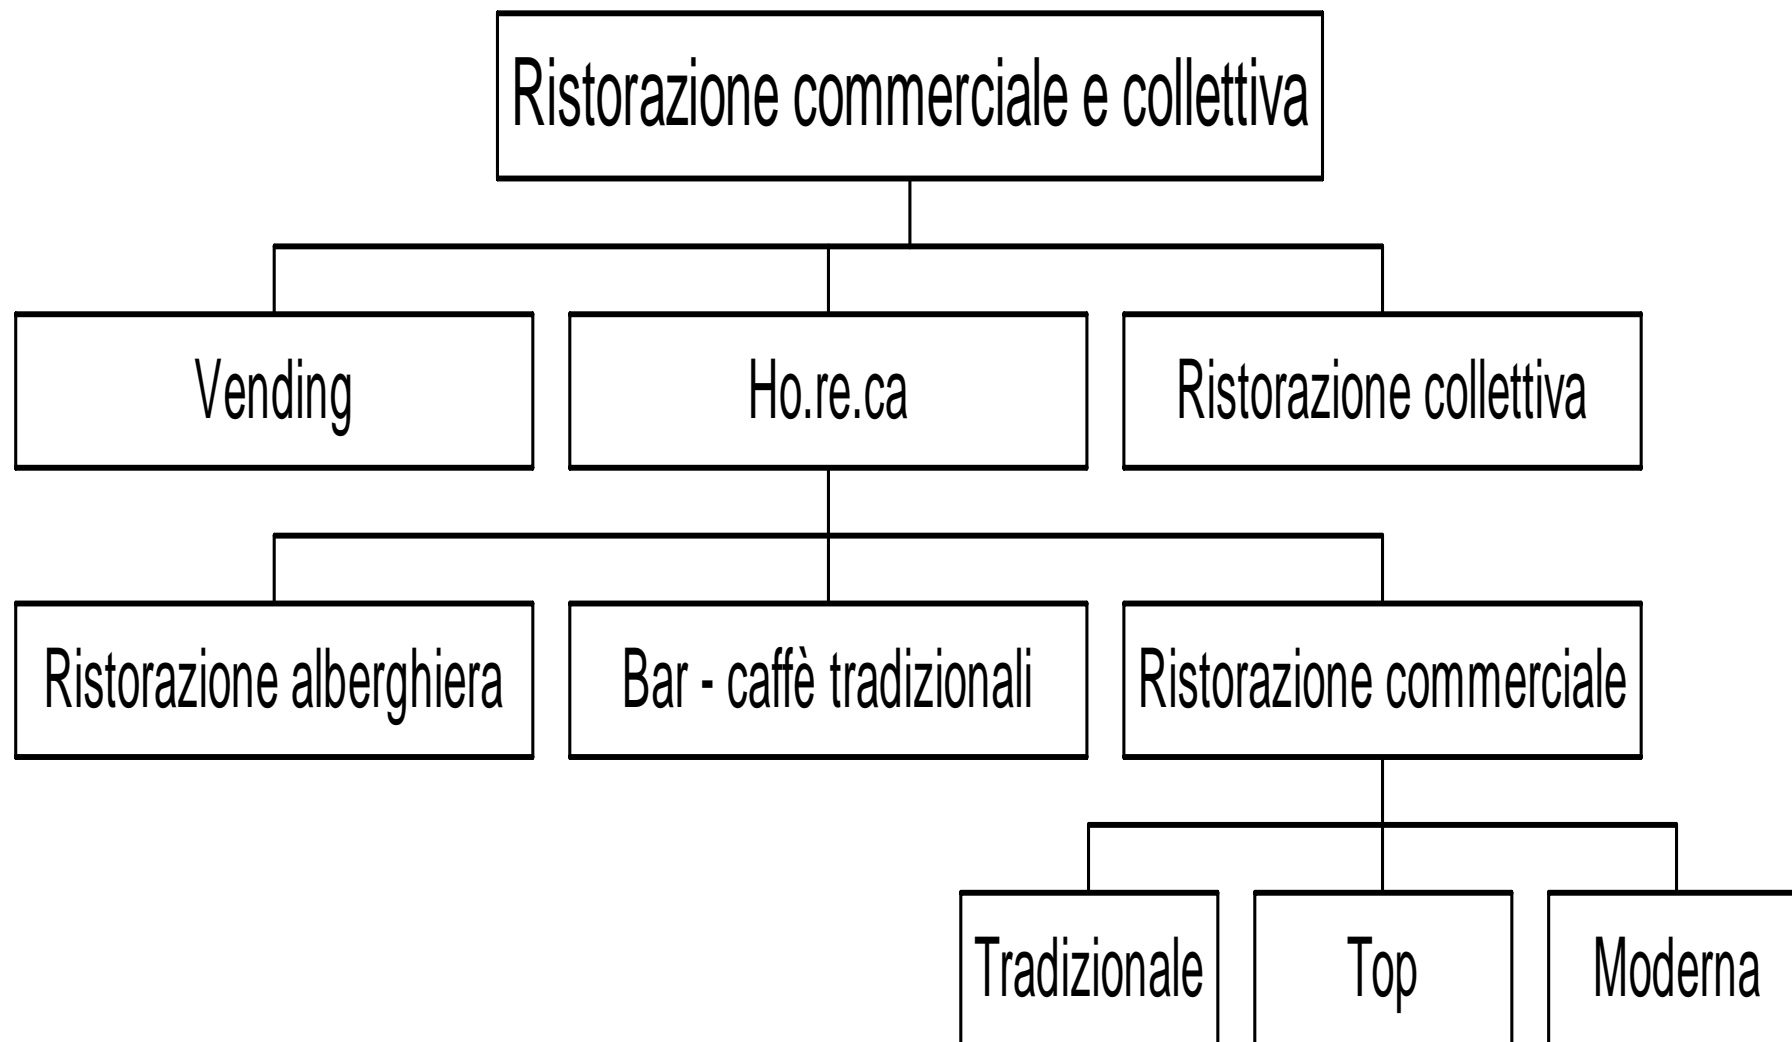 Ristorazione commerciale e collettiva
Vending
Ho.re.ca
Ristorazione collettiva
Ristorazione alberghiera
Bar - caffè tradizionali
Ristorazione commerciale
Tradizionale
Top
Moderna